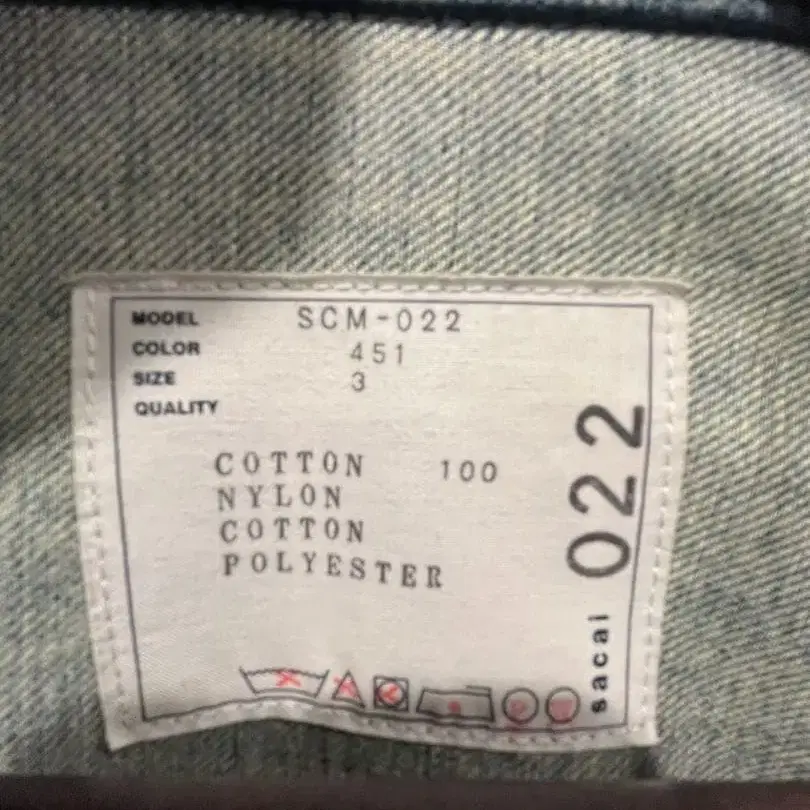 MODEL SCM-022
COLOR 451
SIZE 3
QUALITY
COTTON 100
NYLON
COTTON
POLYESTER
sacai 022